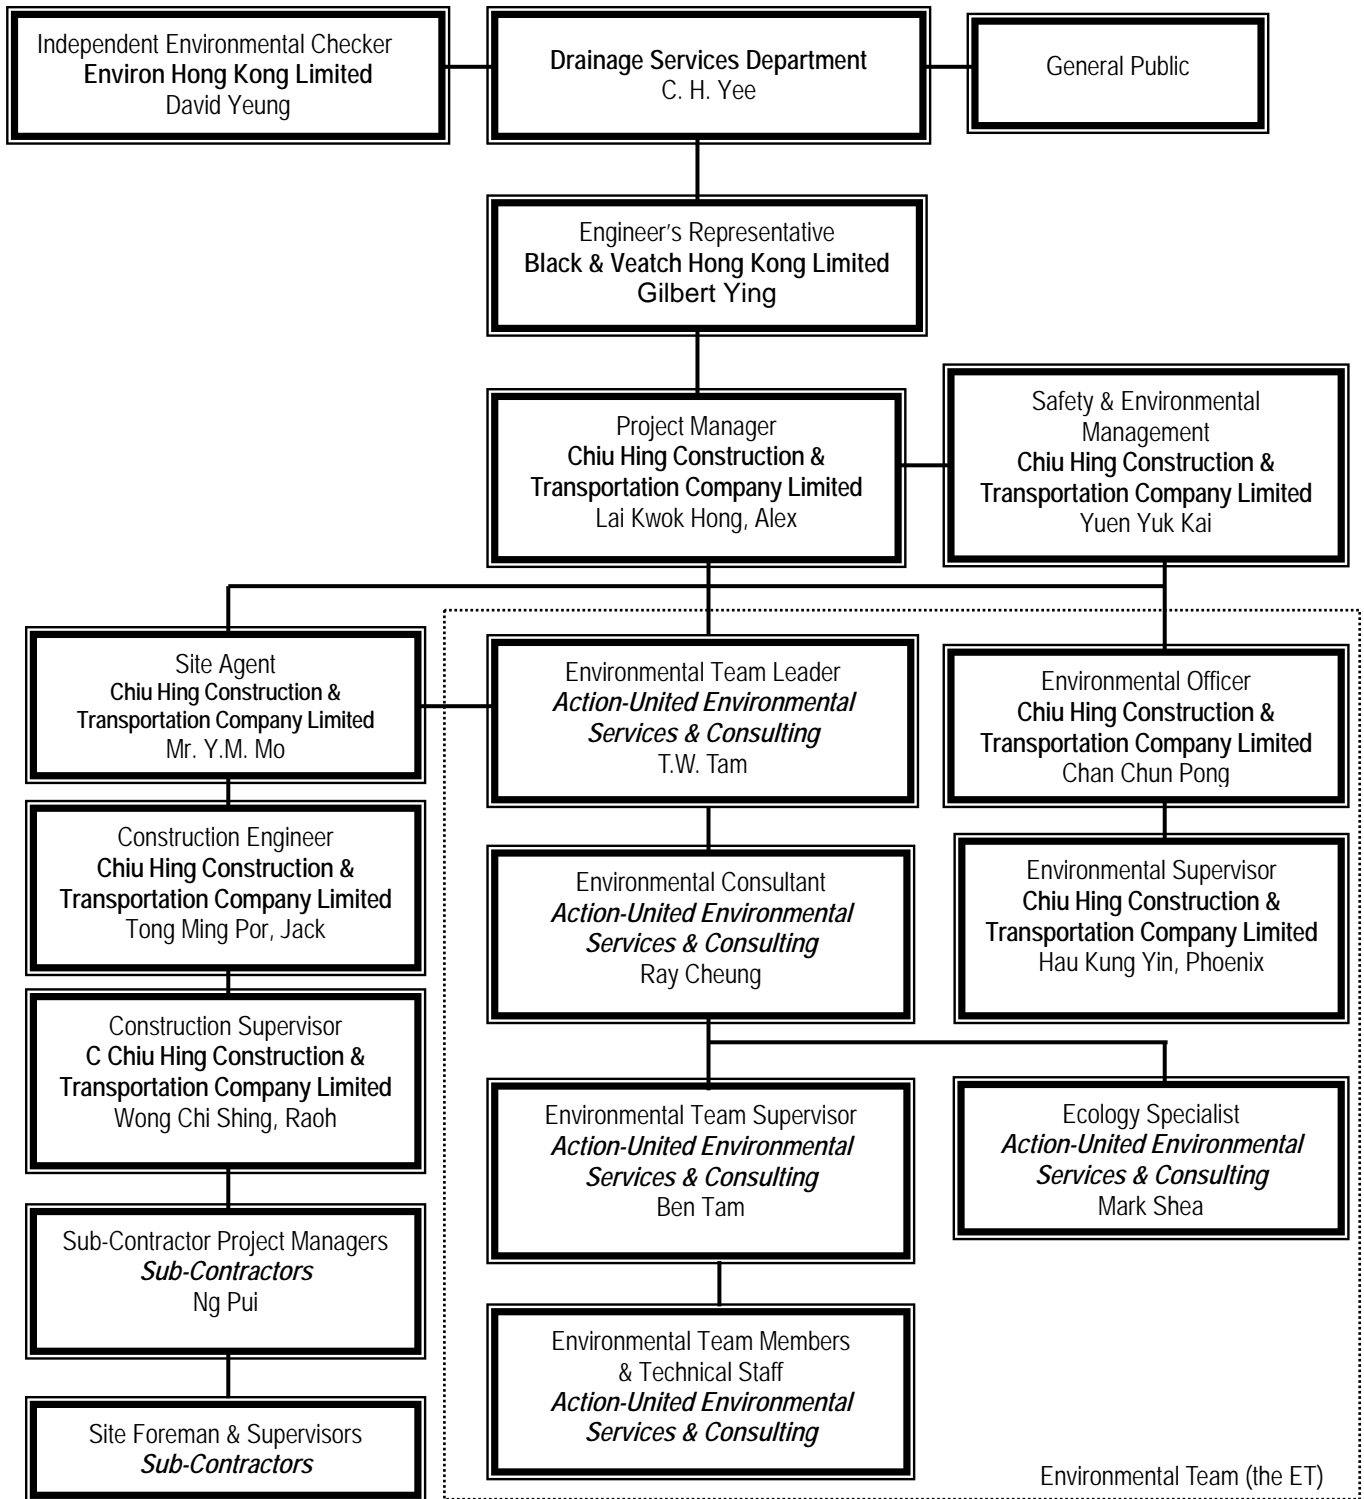 Independent Environmental Checker
Environ Hong Kong Limited
David Yeung
Drainage Services Department
C. H. Yee
General Public
Engineer's Representative
Black & Veatch Hong Kong Limited
Gilbert Ying
Project Manager
Chiu Hing Construction &
Transportation Company Limited
Lai Kwok Hong, Alex
Safety & Environmental
Management
Chiu Hing Construction &
Transportation Company Limited
Yuen Yuk Kai
Site Agent
Chiu Hing Construction &
Transportation Company Limited
Mr. Y.M. Mo
Environmental Team Leader
Action-United Environmental
Services & Consulting
T.W. Tam
Environmental Officer
Chiu Hing Construction &
Transportation Company Limited
Chan Chun Pong
Construction Engineer
Chiu Hing Construction &
Transportation Company Limited
Tong Ming Por, Jack
Environmental Consultant
Action-United Environmental
Services & Consulting
Ray Cheung
Environmental Supervisor
Chiu Hing Construction &
Transportation Company Limited
Hau Kung Yin, Phoenix
Construction Supervisor
C Chiu Hing Construction &
Transportation Company Limited
Wong Chi Shing, Raoh
Environmental Team Supervisor
Action-United Environmental
Services & Consulting
Ben Tam
Ecology Specialist
Action-United Environmental
Services & Consulting
Mark Shea
Sub-Contractor Project Managers
Sub-Contractors
Ng Pui
Environmental Team Members
& Technical Staff
Action-United Environmental
Services & Consulting
Site Foreman & Supervisors
Sub-Contractors
Environmental Team (the ET)